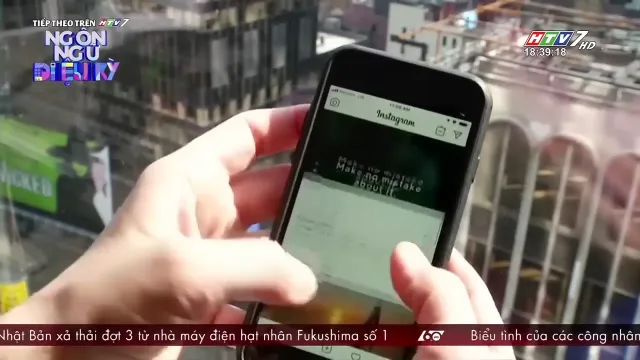 TIẾP THEO TRÊN HTV7
NGÔN
NGỮ
DIỆU KỲ
HTV7 HD
18:39:18
WICKED
Instagram
Make no mistake
Make no mistake
about it.
Nhật Bản xả thải đợt 3 từ nhà máy điện hạt nhân Fukushima số 1
60
Biểu tình của các công nhân